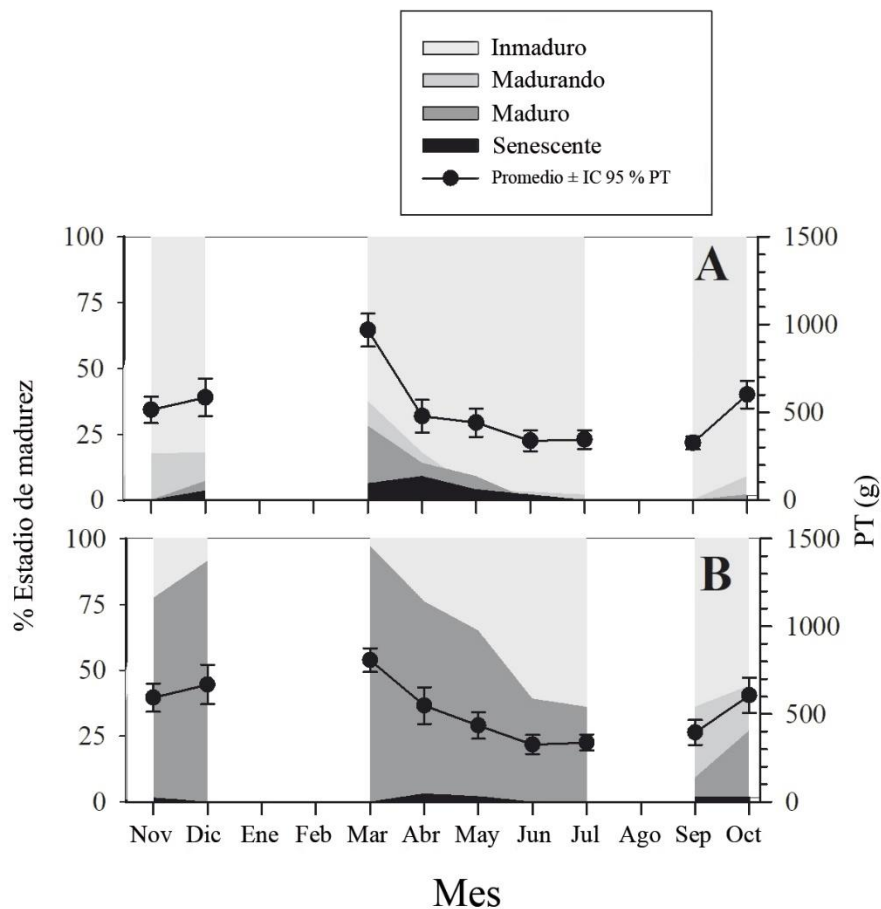 Inmaduro
Madurando
Maduro
Senescente
Promedio ± IC 95 % PT
A
100
75
50
25
0
1500
1000
500
0
B
100
75
50
25
0
1500
1000
500
0
% Estadio de madurez
PT (g)
Nov Dic Ene Feb Mar Abr May Jun Jul Ago Sep Oct
Mes